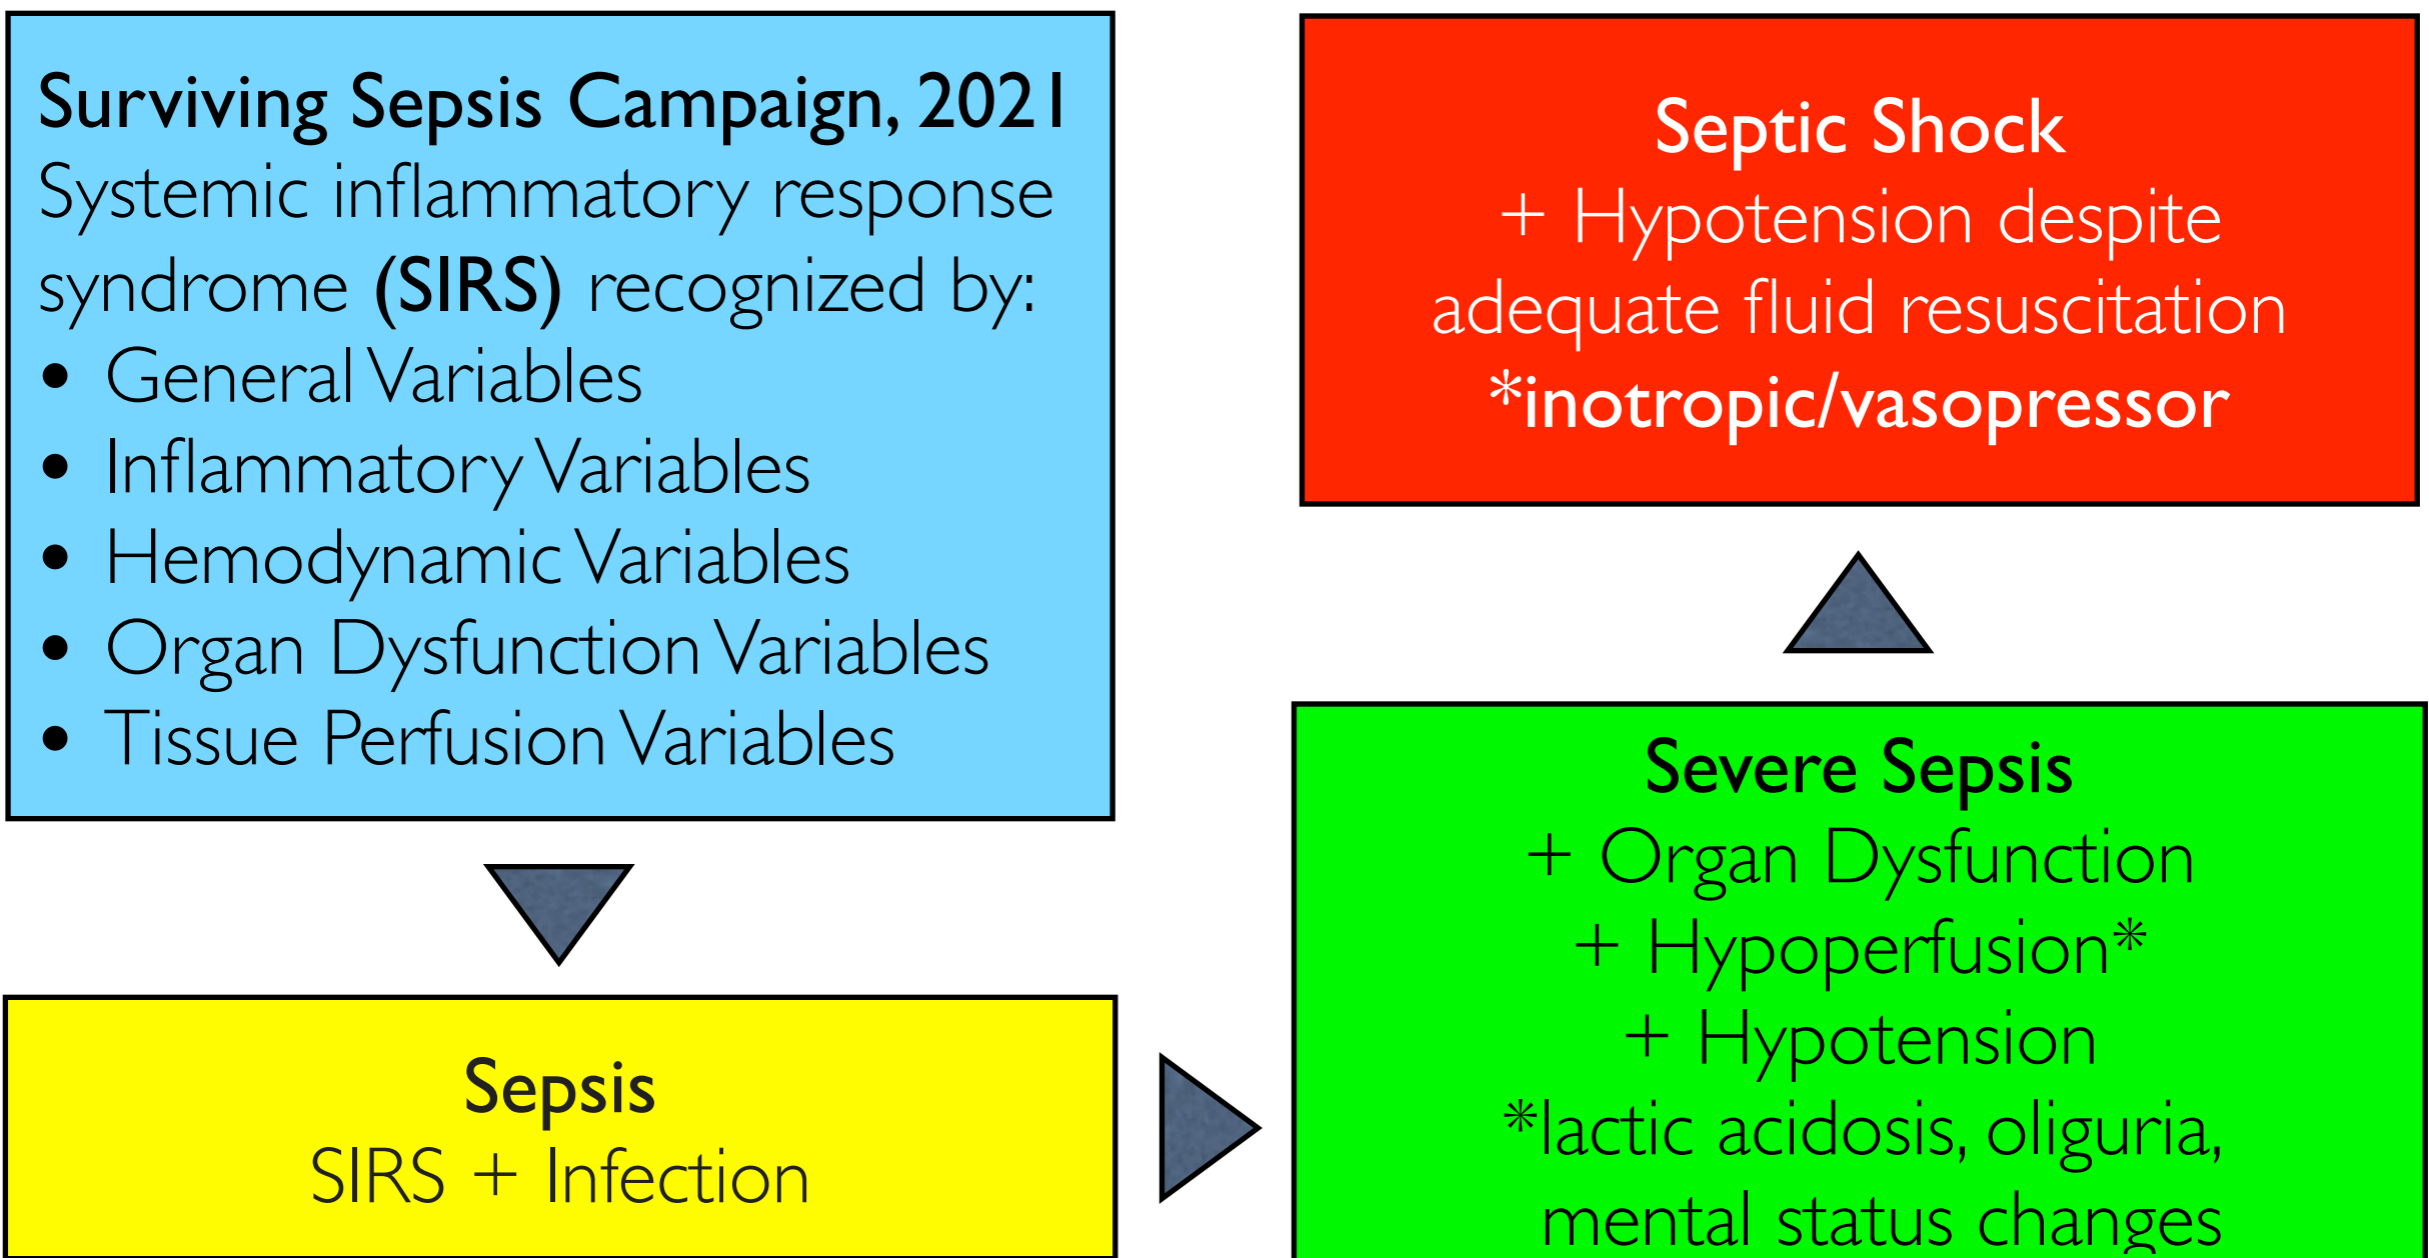 Surviving Sepsis Campaign, 2021
Systemic inflammatory response
syndrome (SIRS) recognized by:
• General Variables
• Inflammatory Variables
• Hemodynamic Variables
• Organ Dysfunction Variables
• Tissue Perfusion Variables
Sepsis
SIRS + Infection
Severe Sepsis
+ Organ Dysfunction
+ Hypoperfusion*
+ Hypotension
*lactic acidosis, oliguria,
mental status changes
Septic Shock
+ Hypotension despite
adequate fluid resuscitation
*inotropic/vasopressor